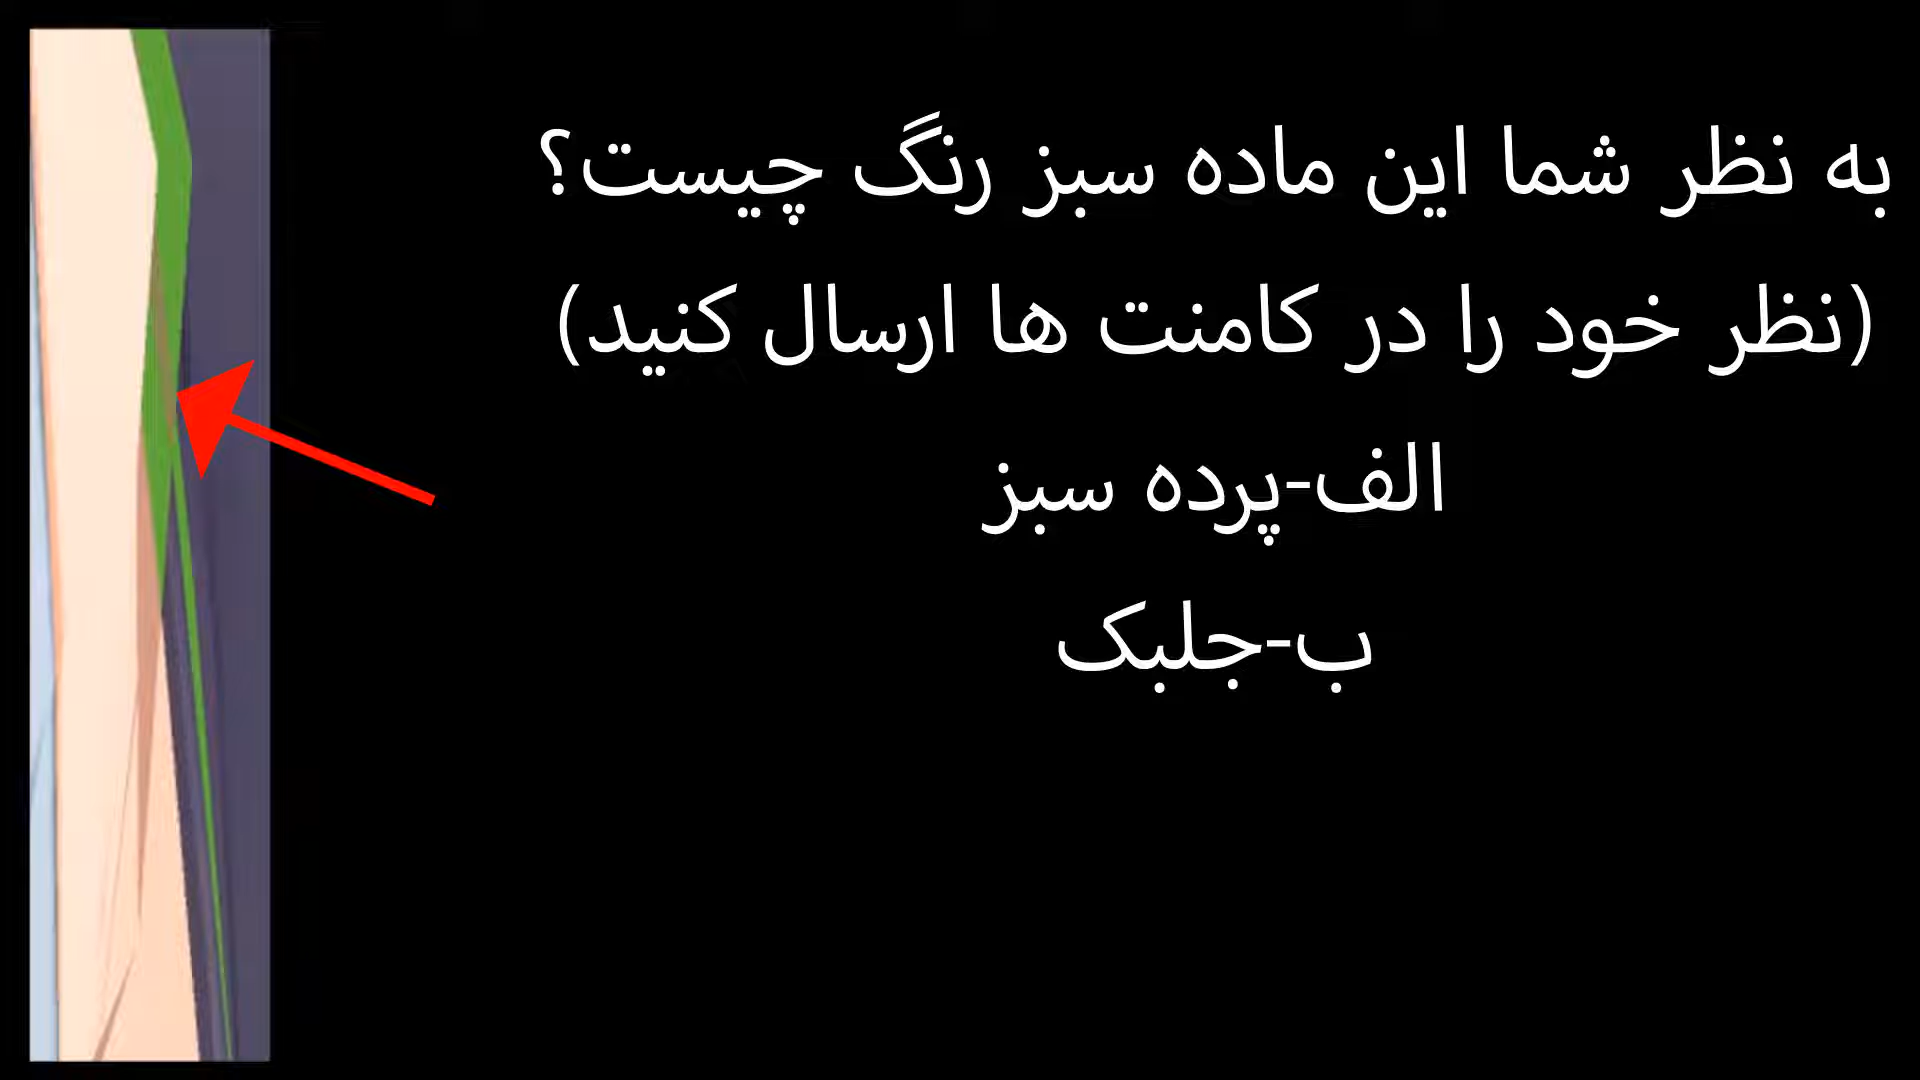 به نظر شما این ماده سبز رنگ چیست؟
(نظر خود را در کامنت ها ارسال کنید)
الف-پرده سبز
ب-جلبک